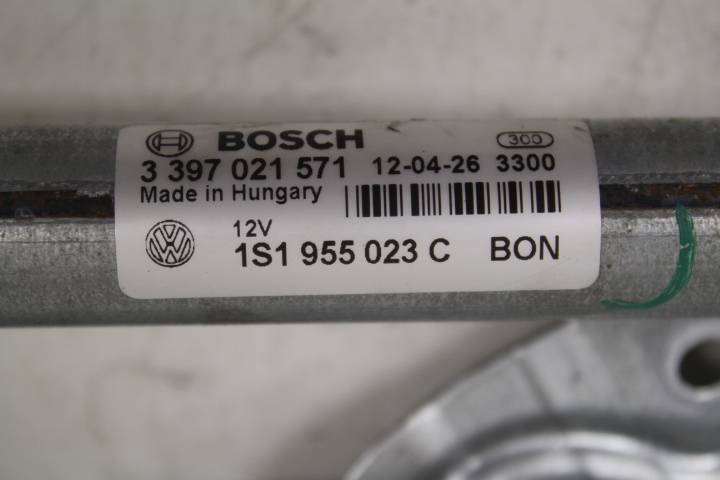 BOSCH 300
3 397 021 571 12-04-26 3300
Made in Hungary
12V
1S1 955 023 C BON